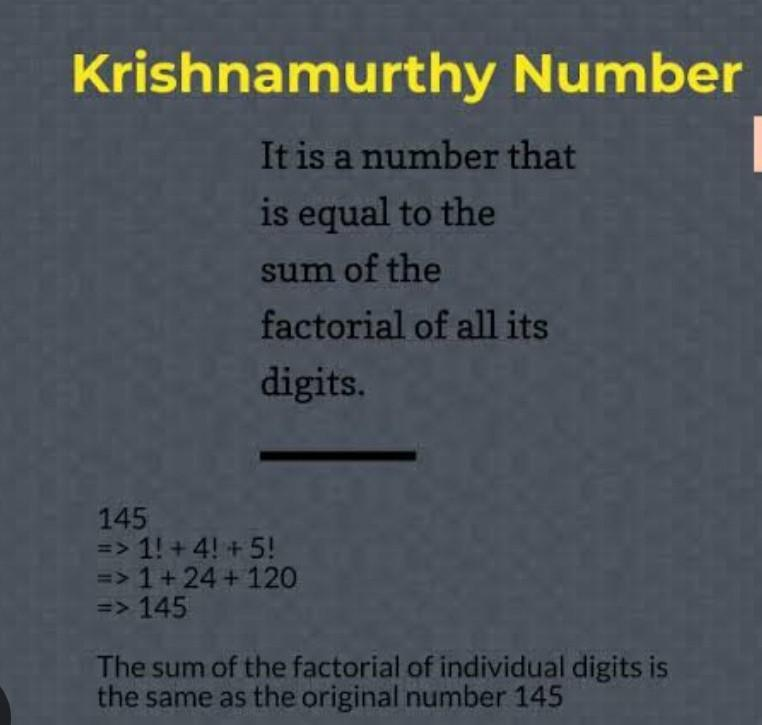 Krishnamurthy Number
It is a number that
is equal to the
sum of the
factorial of all its
digits.
145
=> 1! + 4! + 5!
=> 1 + 24 + 120
=> 145
The sum of the factorial of individual digits is
the same as the original number 145